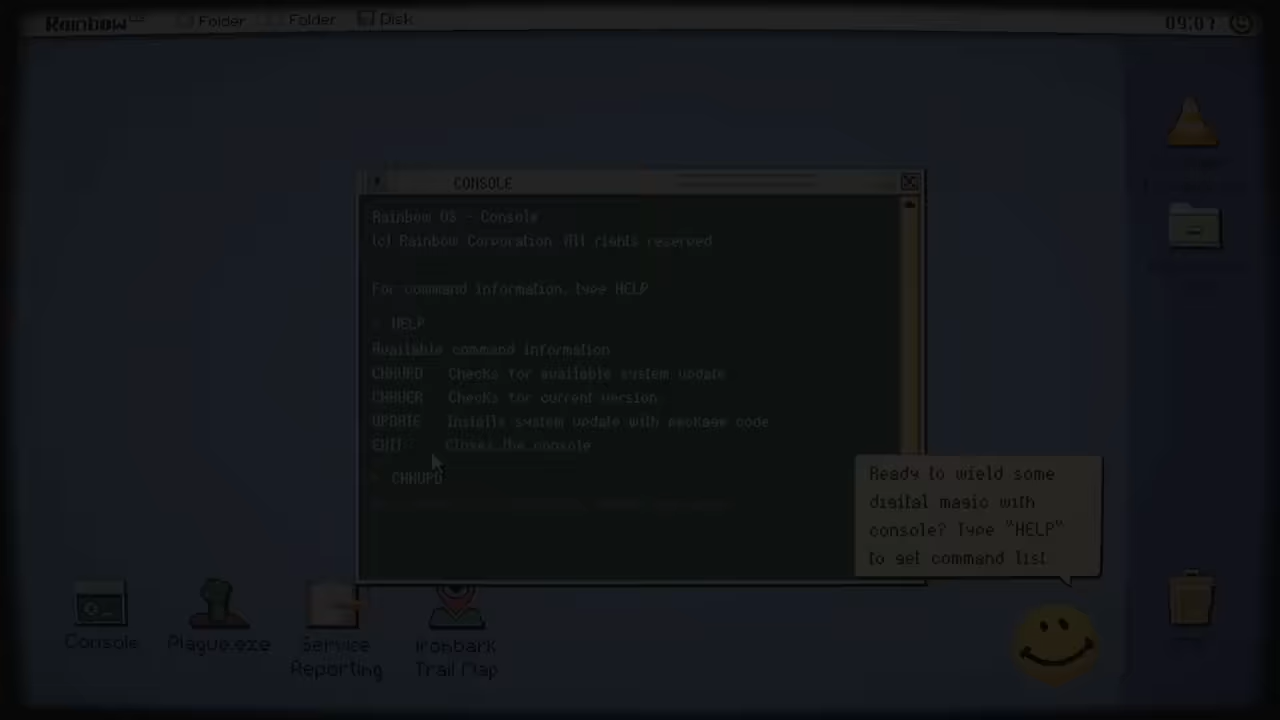 Rainbow
Folder
Folder
Disk
09:07
CONSOLE
Rainbow OS - Console
(c) Rainbow Corporation. All rights reserved
For command information, type HELP
> HELP
Available command information
CHKUPD Checks for available system update
CHKVER Checks for current version
UPDATE Installs system update with package code
EXIT Closes the console
> CHKUPD
Ready to wield some
digital magic with
console? Type "HELP"
to get command list.
Console
Plague.exe
Service
Reporting
Ironbark
Trail Map